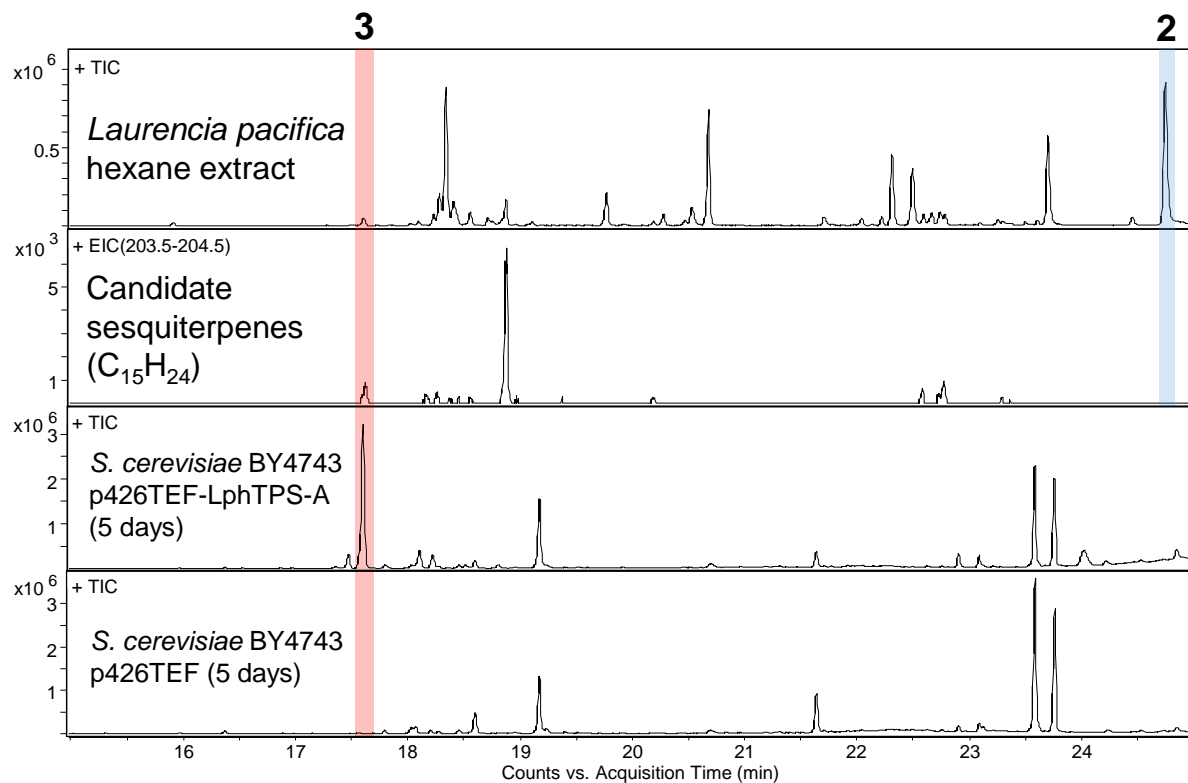 3 2
x10 6
+ TIC
Laurencia pacifica
hexane extract
0.5
x10 3
+ EIC(203.5-204.5)
Candidate
sesquiterpenes
(C15H24)
5
1
x10 6
+ TIC
S. cerevisiae BY4743
p426TEF-LphTPS-A
(5 days)
3
2
1
x10 6
+ TIC
S. cerevisiae BY4743
p426TEF (5 days)
3
2
1
16 17 18 19 20 21 22 23 24
Counts vs. Acquisition Time (min)